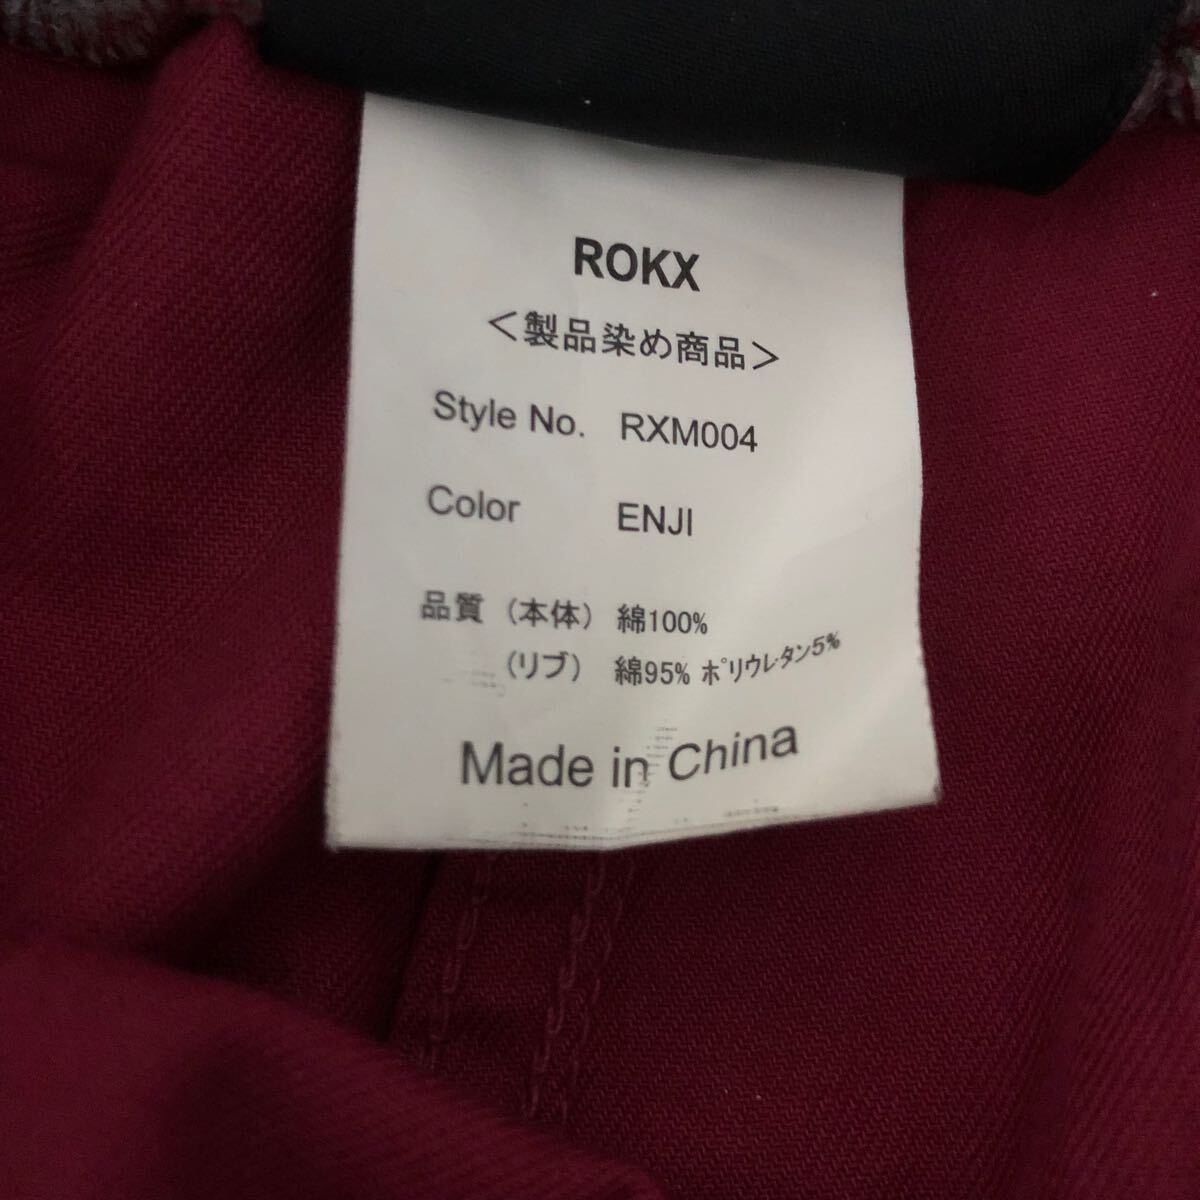 ROKX
＜製品染め商品＞
Style No. RXM004
Color ENJI
品質 （本体） 綿100%
（リブ） 綿95% ポリウレタン5%
Made in China